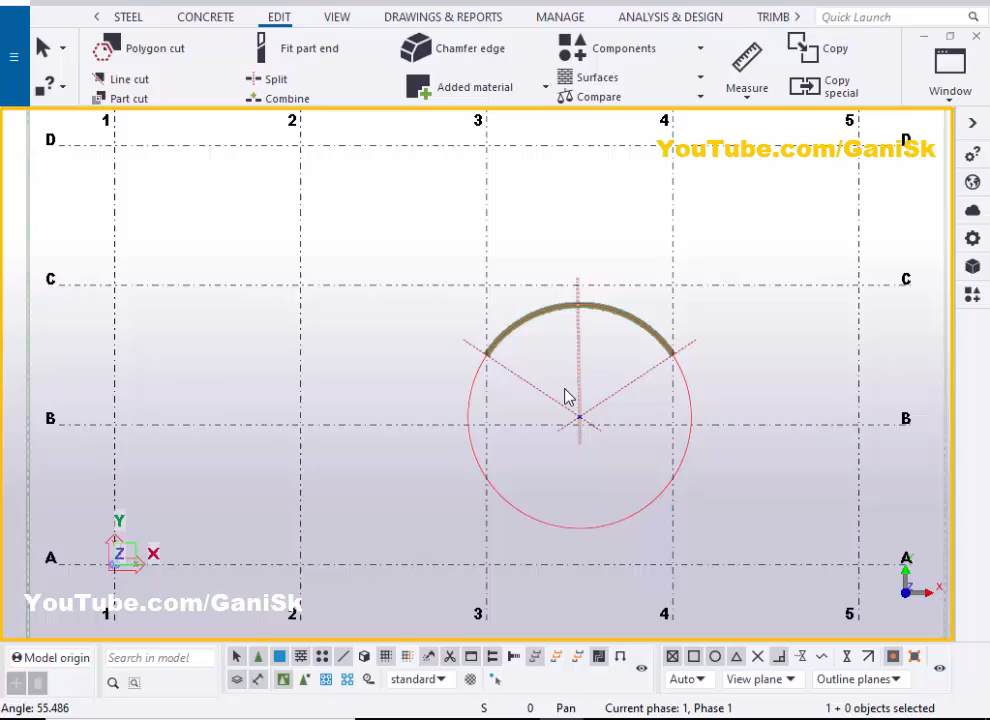 STEEL CONCRETE EDIT VIEW DRAWINGS & REPORTS MANAGE ANALYSIS & DESIGN TRIMB Quick Launch
Polygon cut Fit part end Chamfer edge Components Copy
Line cut Split Added material Surfaces Measure Copy special Window
Part cut Combine Compare
1 2 3 4 5
D D
YouTube.com/GaniSk
C C
B B
Y
Z X
A A
Y
Z X
YouTube.com/GaniSk
1 2 3 4 5
Model origin Search in model
standard Auto View plane Outline planes
Angle: 55.486 S 0 Pan Current phase: 1, Phase 1 1 + 0 objects selected